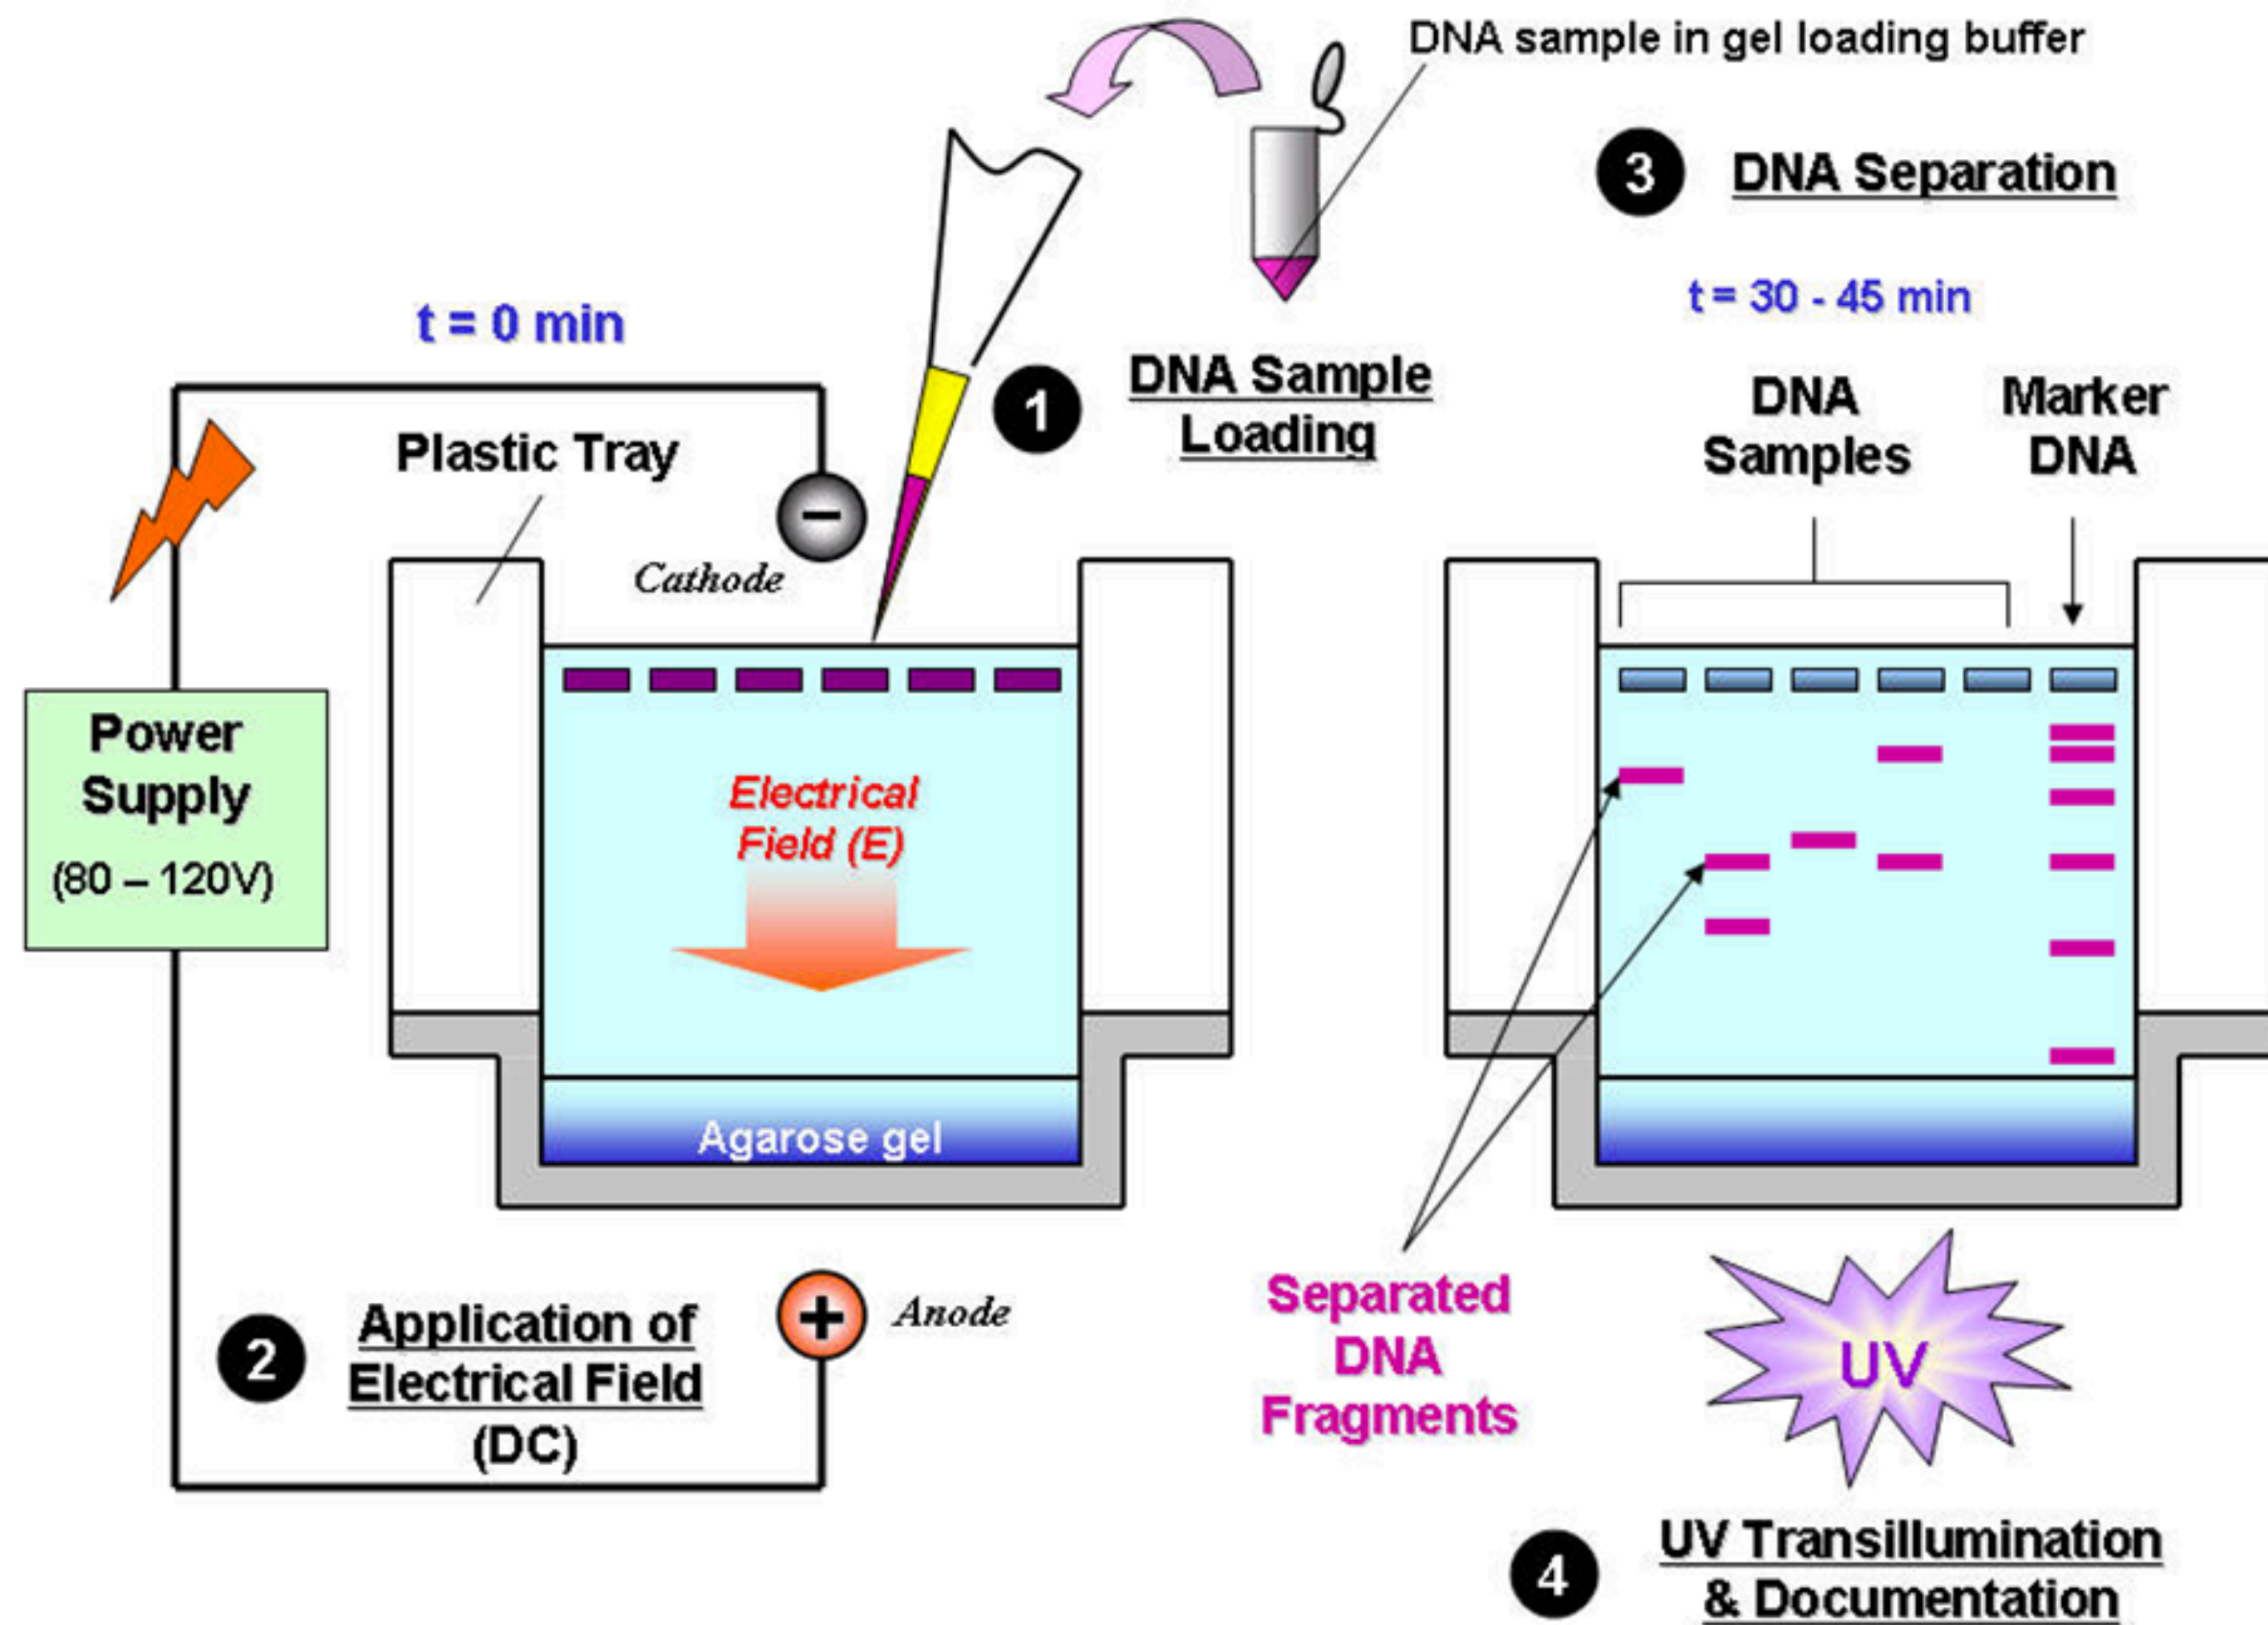 DNA sample in gel loading buffer
3 DNA Separation
t = 30 - 45 min
t = 0 min
1 DNA Sample
Loading
DNA
Samples
Marker
DNA
Plastic Tray
−
Cathode
Power
Supply
(80 – 120V)
Electrical
Field (E)
Agarose gel
2 Application of
Electrical Field
(DC)
+ Anode
Separated
DNA
Fragments
UV
4 UV Transillumination
& Documentation